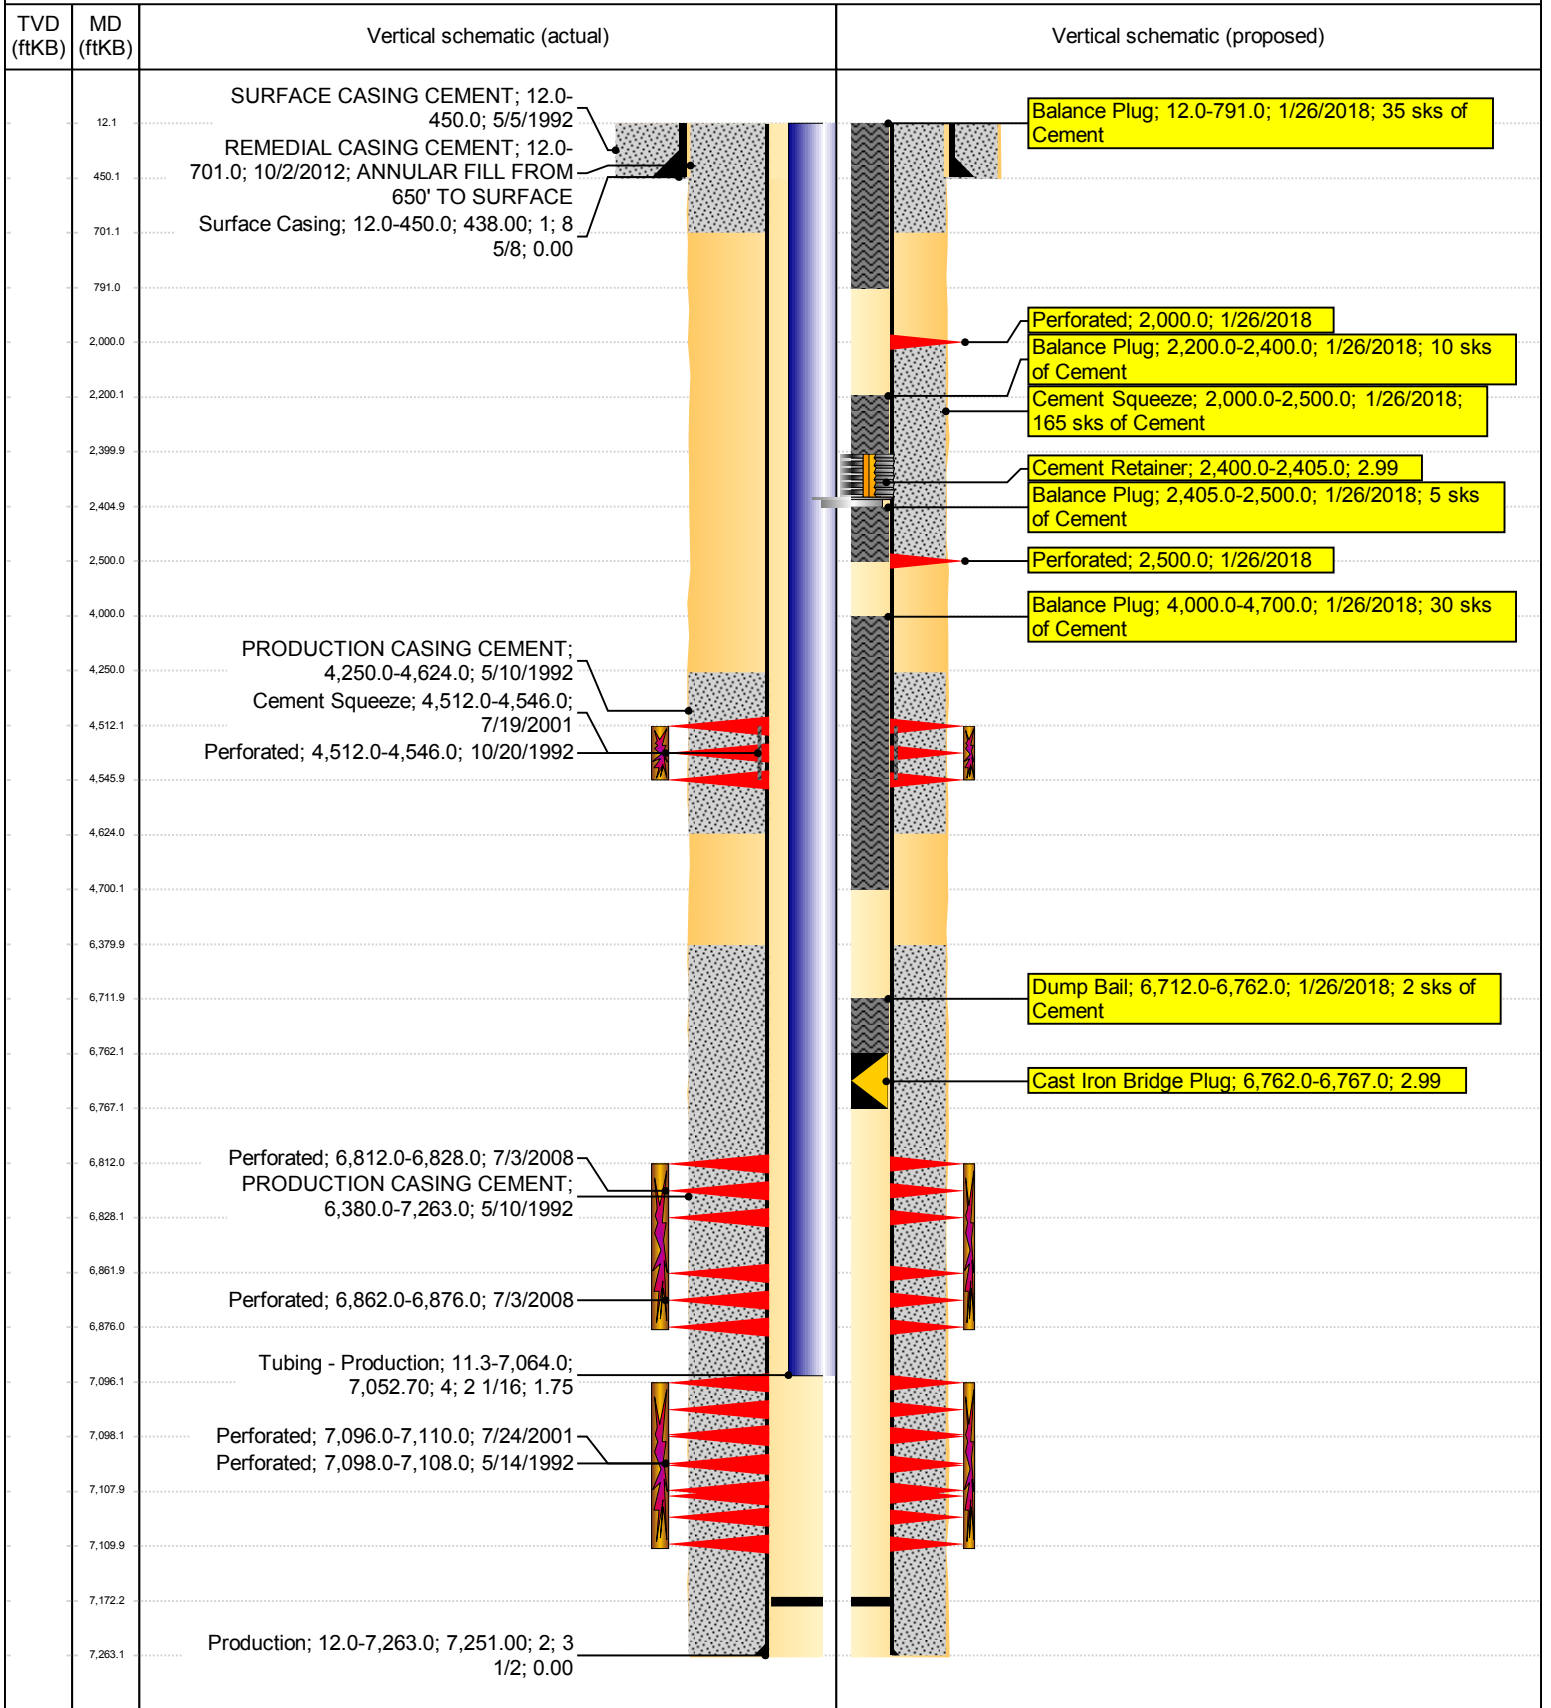 TVD
(ftKB)
MD
(ftKB)
Vertical schematic (actual)
Vertical schematic (proposed)
12.1
450.1
701.1
791.0
2,000.0
2,200.1
2,399.9
2,404.9
2,500.0
4,000.0
4,250.0
4,512.1
4,545.9
4,624.0
4,700.1
6,379.9
6,711.9
6,762.1
6,767.1
6,812.0
6,828.1
6,861.9
6,876.0
7,096.1
7,098.1
7,107.9
7,109.9
7,172.2
7,263.1
SURFACE CASING CEMENT; 12.0-
450.0; 5/5/1992
REMEDIAL CASING CEMENT; 12.0-
701.0; 10/2/2012; ANNULAR FILL FROM
650' TO SURFACE
Surface Casing; 12.0-450.0; 438.00; 1; 8
5/8; 0.00
PRODUCTION CASING CEMENT;
4,250.0-4,624.0; 5/10/1992
Cement Squeeze; 4,512.0-4,546.0;
7/19/2001
Perforated; 4,512.0-4,546.0; 10/20/1992
Perforated; 6,812.0-6,828.0; 7/3/2008
PRODUCTION CASING CEMENT;
6,380.0-7,263.0; 5/10/1992
Perforated; 6,862.0-6,876.0; 7/3/2008
Tubing - Production; 11.3-7,064.0;
7,052.70; 4; 2 1/16; 1.75
Perforated; 7,096.0-7,110.0; 7/24/2001
Perforated; 7,098.0-7,108.0; 5/14/1992
Production; 12.0-7,263.0; 7,251.00; 2; 3
1/2; 0.00
Balance Plug; 12.0-791.0; 1/26/2018; 35 sks of
Cement
Perforated; 2,000.0; 1/26/2018
Balance Plug; 2,200.0-2,400.0; 1/26/2018; 10 sks
of Cement
Cement Squeeze; 2,000.0-2,500.0; 1/26/2018;
165 sks of Cement
Cement Retainer; 2,400.0-2,405.0; 2.99
Balance Plug; 2,405.0-2,500.0; 1/26/2018; 5 sks
of Cement
Perforated; 2,500.0; 1/26/2018
Balance Plug; 4,000.0-4,700.0; 1/26/2018; 30 sks
of Cement
Dump Bail; 6,712.0-6,762.0; 1/26/2018; 2 sks of
Cement
Cast Iron Bridge Plug; 6,762.0-6,767.0; 2.99